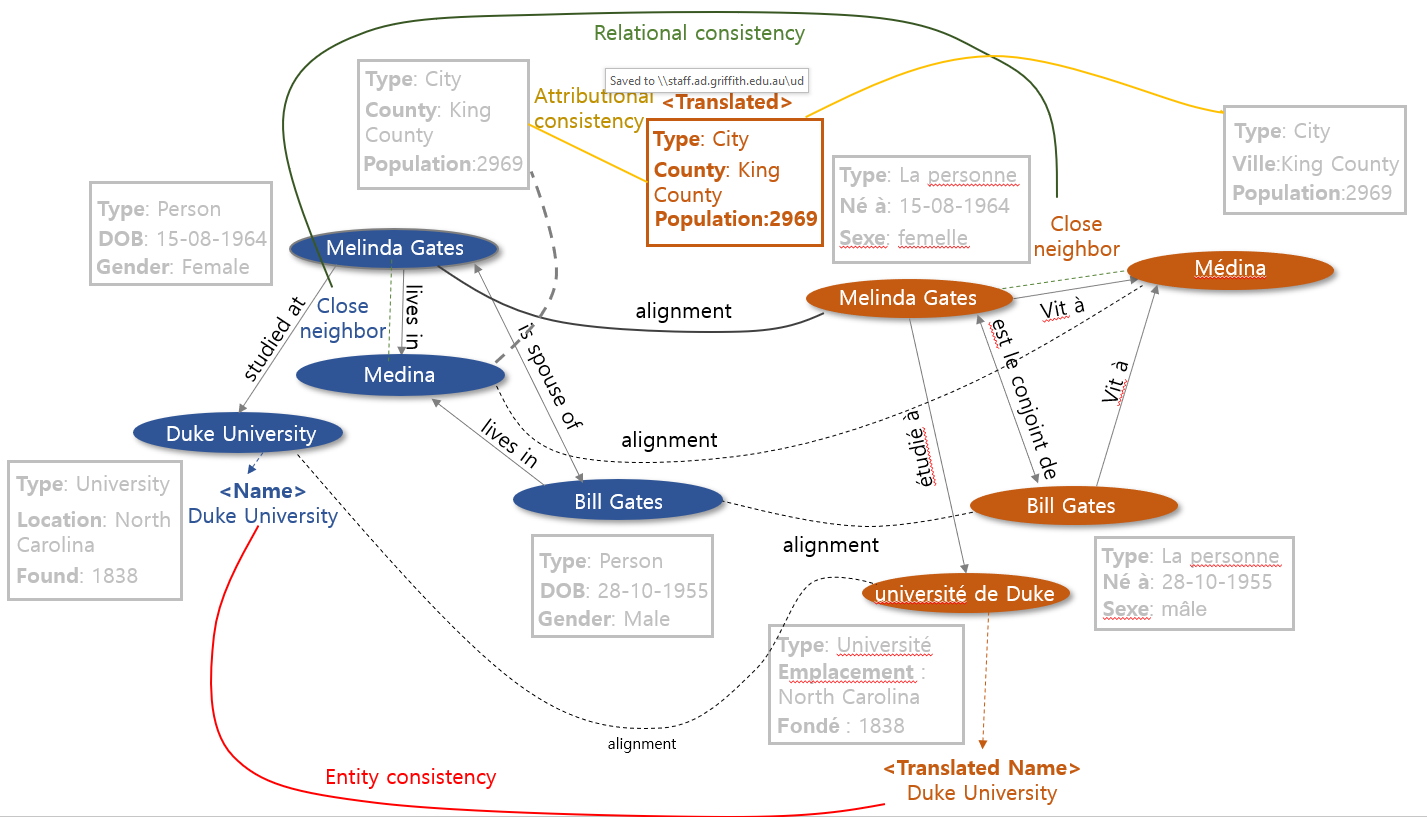 Relational consistency
Type: City
County: King
County
Population:2969
Attributional
consistency
Saved to \\staff.ad.griffith.edu.au\ud
<Translated>
Type: City
County: King
County
Population:2969
Type: City
Ville:King County
Population:2969
Type: La personne
Né à: 15-08-1964
Sexe: femelle
Close
neighbor
Type: Person
DOB: 15-08-1964
Gender: Female
Melinda Gates
Médina
Melinda Gates
alignment
studied at
Close
neighbor
lives in
is spouse of
Vit à
est le conjoint de
Vit à
Medina
Duke University
alignment
lives in
étudié à
Type: University
Location: North
Carolina
Found: 1838
<Name>
Duke University
Bill Gates
Bill Gates
alignment
Type: Person
DOB: 28-10-1955
Gender: Male
Type: La personne
Né à: 28-10-1955
Sexe: mâle
université de Duke
Type: Université
Emplacement :
North Carolina
Fondé : 1838
alignment
Entity consistency
<Translated Name>
Duke University